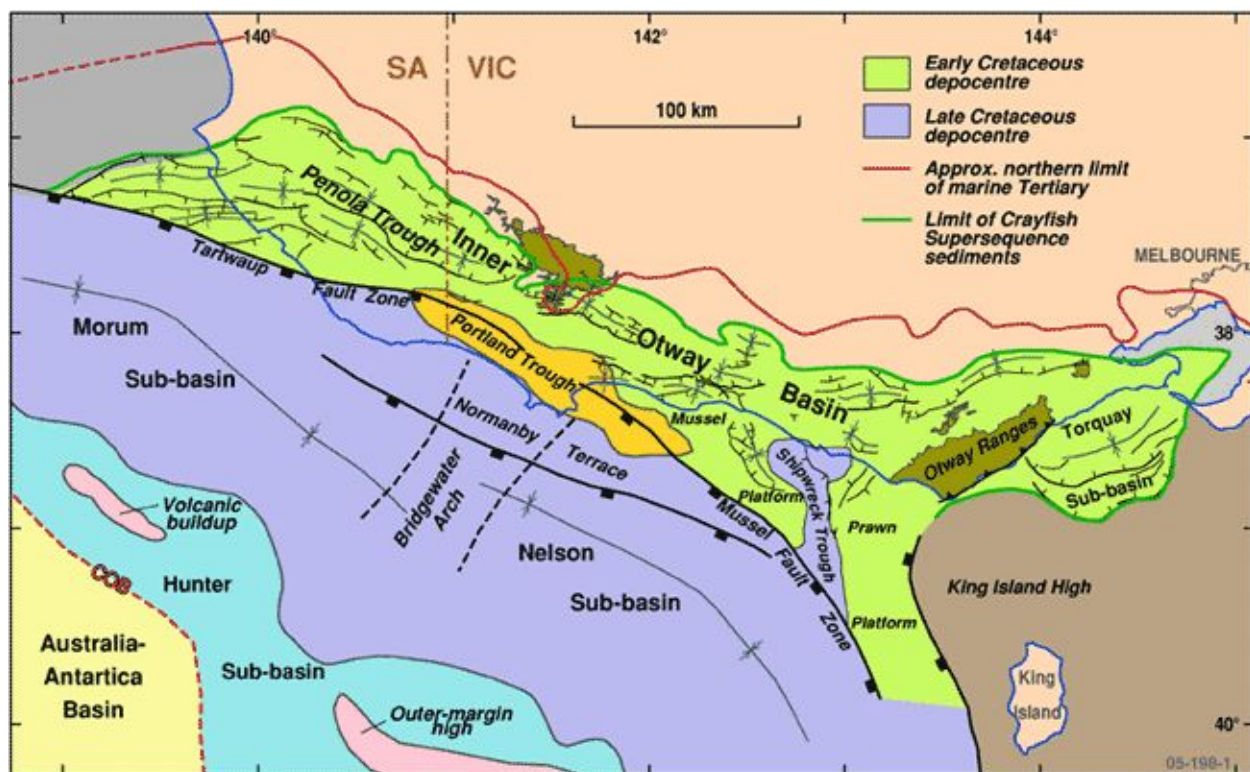 140°
142°
144°
SA
VIC
100 km
Early Cretaceous
depocentre
Late Cretaceous
depocentre
Approx. northern limit
of marine Tertiary
Limit of Crayfish
Supersequence
sediments
MELBOURNE
38°
Penola Trough
Inner
Otway
Basin
Tartwaup
Fault Zone
Portland Trough
Morum
Sub-basin
Normanby
Terrace
Mussel
Platform
Shipwreck Trough
Prawn
Platform
Otway Ranges
Torquay
Sub-basin
Bridgewater
Arch
Mussel
Fault
Zone
Nelson
Sub-basin
King Island High
King
Island
Volcanic
buildup
COB
Hunter
Sub-basin
Australia-
Antartica
Basin
Outer-margin
high
40°
05-198-1